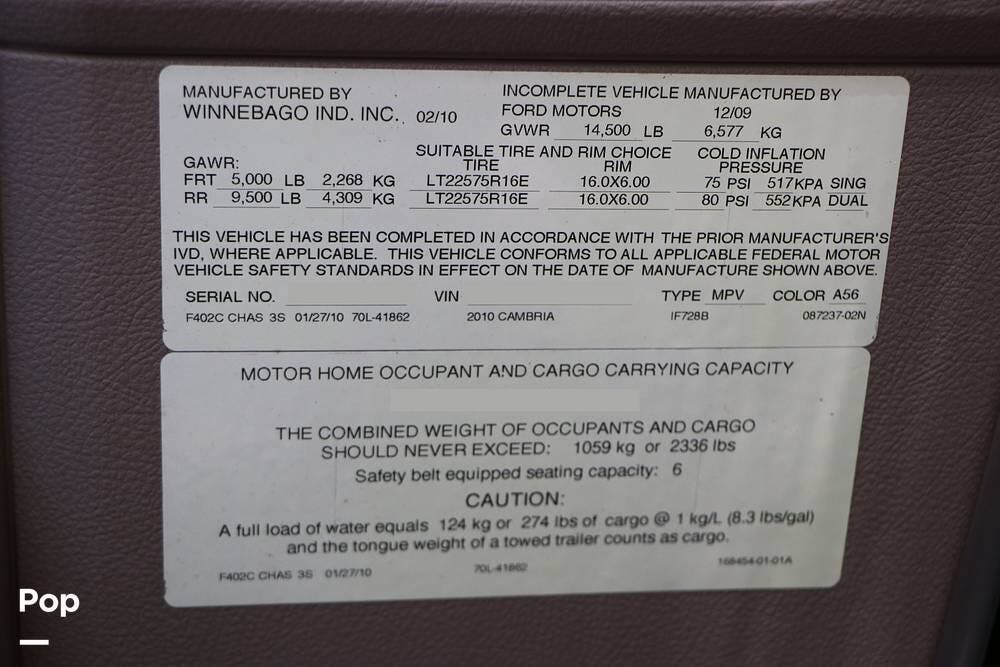 MANUFACTURED BY
WINNEBAGO IND. INC. 02/10
INCOMPLETE VEHICLE MANUFACTURED BY
FORD MOTORS 12/09
GVWR 14,500 LB 6,577 KG
SUITABLE TIRE AND RIM CHOICE COLD INFLATION
GAWR: TIRE RIM PRESSURE
FRT 5,000 LB 2,268 KG LT22575R16E 16.0X6.00 75 PSI 517KPA SING
RR 9,500 LB 4,309 KG LT22575R16E 16.0X6.00 80 PSI 552KPA DUAL
THIS VEHICLE HAS BEEN COMPLETED IN ACCORDANCE WITH THE PRIOR MANUFACTURER'S
IVD, WHERE APPLICABLE. THIS VEHICLE CONFORMS TO ALL APPLICABLE FEDERAL MOTOR
VEHICLE SAFETY STANDARDS IN EFFECT ON THE DATE OF MANUFACTURE SHOWN ABOVE.
SERIAL NO. VIN TYPE MPV COLOR A56
F402C CHAS 3S 01/27/10 70L-41862 2010 CAMBRIA IF728B 087237-02N
MOTOR HOME OCCUPANT AND CARGO CARRYING CAPACITY
THE COMBINED WEIGHT OF OCCUPANTS AND CARGO
SHOULD NEVER EXCEED: 1059 kg or 2336 lbs
Safety belt equipped seating capacity: 6
CAUTION:
A full load of water equals 124 kg or 274 lbs of cargo @ 1 kg/L (8.3 lbs/gal)
and the tongue weight of a towed trailer counts as cargo.
F402C CHAS 3S 01/27/10 70L-41862 168454-01-01A
Pop